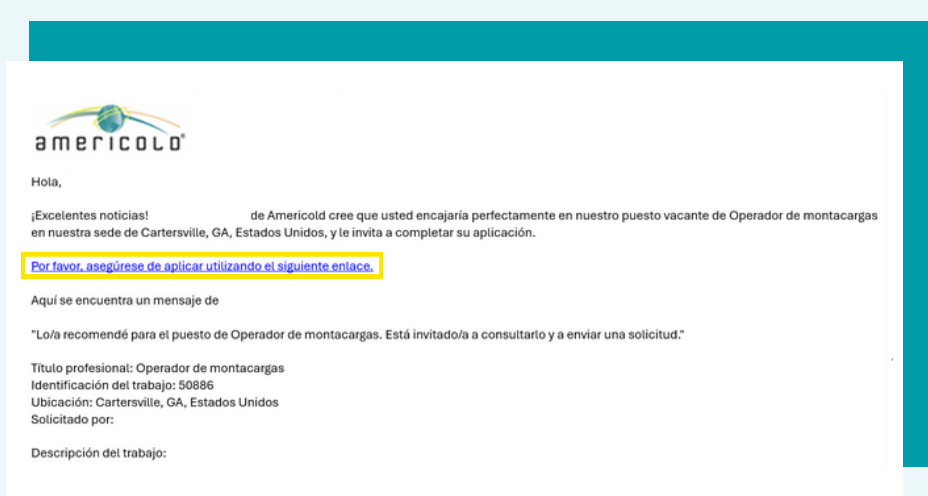 americold®
Hola,
¡Excelentes noticias! de Americold cree que usted encajaría perfectamente en nuestro puesto vacante de Operador de montacargas
en nuestra sede de Cartersville, GA, Estados Unidos, y le invita a completar su aplicación.
Por favor, asegúrese de aplicar utilizando el siguiente enlace.
Aquí se encuentra un mensaje de
"Lo/a recomendé para el puesto de Operador de montacargas. Está invitado/a a consultarlo y a enviar una solicitud."
Título profesional: Operador de montacargas
Identificación del trabajo: 50886
Ubicación: Cartersville, GA, Estados Unidos
Solicitado por:
Descripción del trabajo: